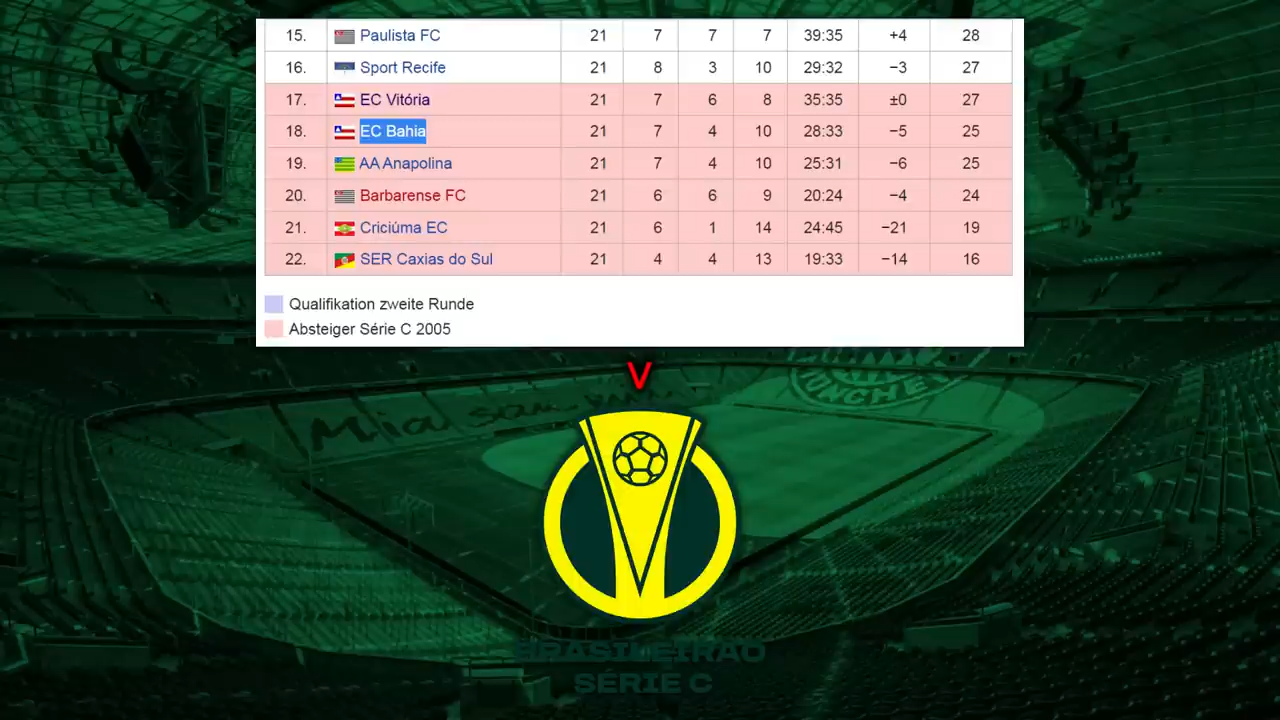 15. Paulista FC 21 7 7 7 39:35 +4 28
16. Sport Recife 21 8 3 10 29:32 −3 27
17. EC Vitória 21 7 6 8 35:35 ±0 27
18. EC Bahia 21 7 4 10 28:33 −5 25
19. AA Anapolina 21 7 4 10 25:31 −6 25
20. Barbarense FC 21 6 6 9 20:24 −4 24
21. Criciúma EC 21 6 1 14 24:45 −21 19
22. SER Caxias do Sul 21 4 4 13 19:33 −14 16
Qualifikation zweite Runde
Absteiger Série C 2005
V
Mia san
BRASILEIRÃO
SÉRIE C